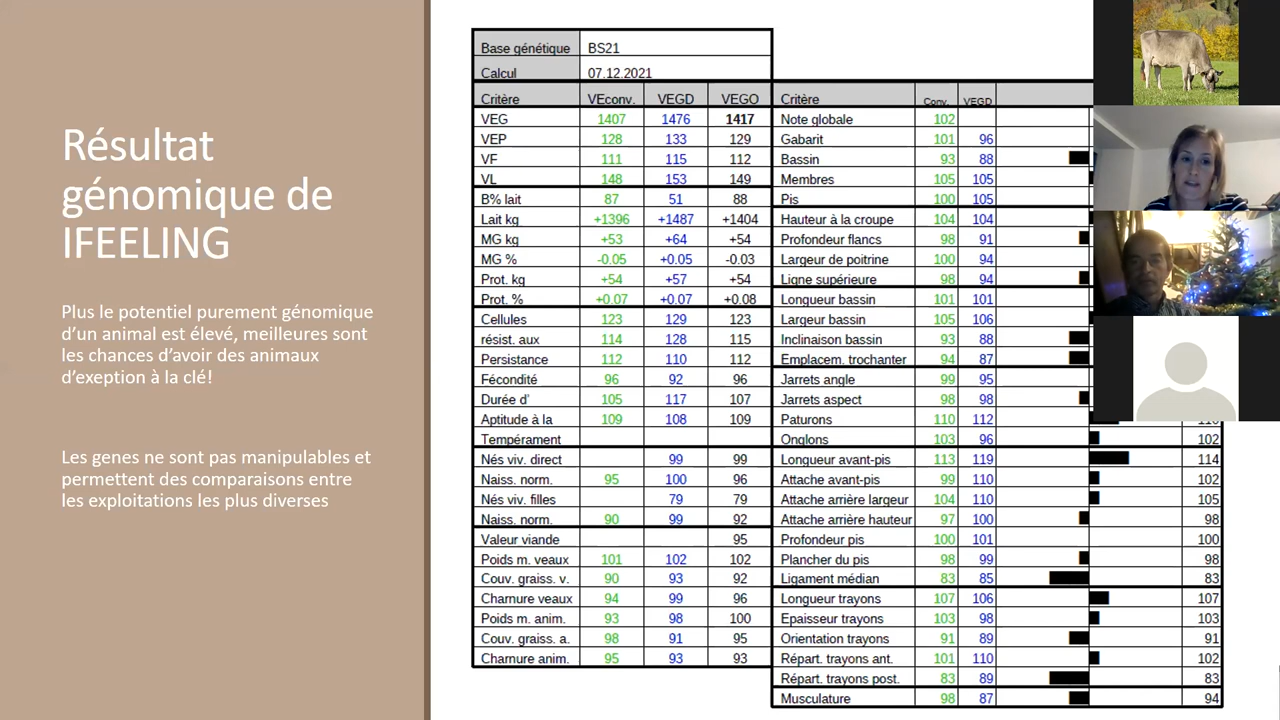 Résultat
génomique de
IFEELING
Plus le potentiel purement génomique
d’un animal est élevé, meilleures sont
les chances d’avoir des animaux
d’exeption à la clé!
Les genes ne sont pas manipulables et
permettent des comparaisons entre
les exploitations les plus diverses
Base génétique BS21
Calcul 07.12.2021
Critère VEconv. VEGD VEGO
VEG 1407 1476 1417
VEP 128 133 129
VF 111 115 112
VL 148 153 149
B% lait 87 51 88
Lait kg +1396 +1487 +1404
MG kg +53 +64 +54
MG % -0.05 +0.05 -0.03
Prot. kg +54 +57 +54
Prot. % +0.07 +0.07 +0.08
Cellules 123 129 123
résist. aux 114 128 115
Persistance 112 110 112
Fécondité 96 92 96
Durée d’ 105 117 107
Aptitude à la 109 108 109
Tempérament
Nés viv. direct 99 99
Naiss. norm. 95 100 96
Nés viv. filles 79 79
Naiss. norm. 90 99 92
Valeur viande 95
Poids m. veaux 101 102 102
Couv. graiss. v. 90 93 92
Charnure veaux 94 99 96
Poids m. anim. 93 98 100
Couv. graiss. a. 98 91 95
Charnure anim. 95 93 93
Critère Conv. VEGD
Note globale 102
Gabarit 101 96
Bassin 93 88
Membres 105 105
Pis 100 105
Hauteur à la croupe 104 104
Profondeur flancs 98 91
Largeur de poitrine 100 94
Ligne supérieure 98 94
Longueur bassin 101 101
Largeur bassin 105 106
Inclinaison bassin 93 88
Emplacem. trochanter 94 87
Jarrets angle 99 95
Jarrets aspect 98 98
Paturons 110 112
Onglons 103 96 102
Longueur avant-pis 113 119 114
Attache avant-pis 99 110 102
Attache arrière largeur 104 110 105
Attache arrière hauteur 97 100 98
Profondeur pis 100 101 100
Plancher du pis 98 99 98
Ligament médian 83 85 83
Longueur trayons 107 106 107
Epaisseur trayons 103 98 103
Orientation trayons 91 89 91
Répart. trayons ant. 101 110 102
Répart. trayons post. 83 89 83
Musculature 98 87 94